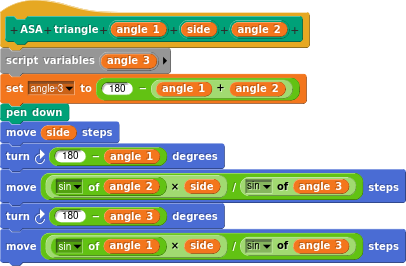 + ASA + triangle + angle 1 + side + angle 2 +
script variables angle 3
set angle 3 to 180 − angle 1 + angle 2
pen down
move side steps
turn 180 − angle 1 degrees
move sin of angle 2 × side / sin of angle 3 steps
turn 180 − angle 3 degrees
move sin of angle 1 × side / sin of angle 3 steps